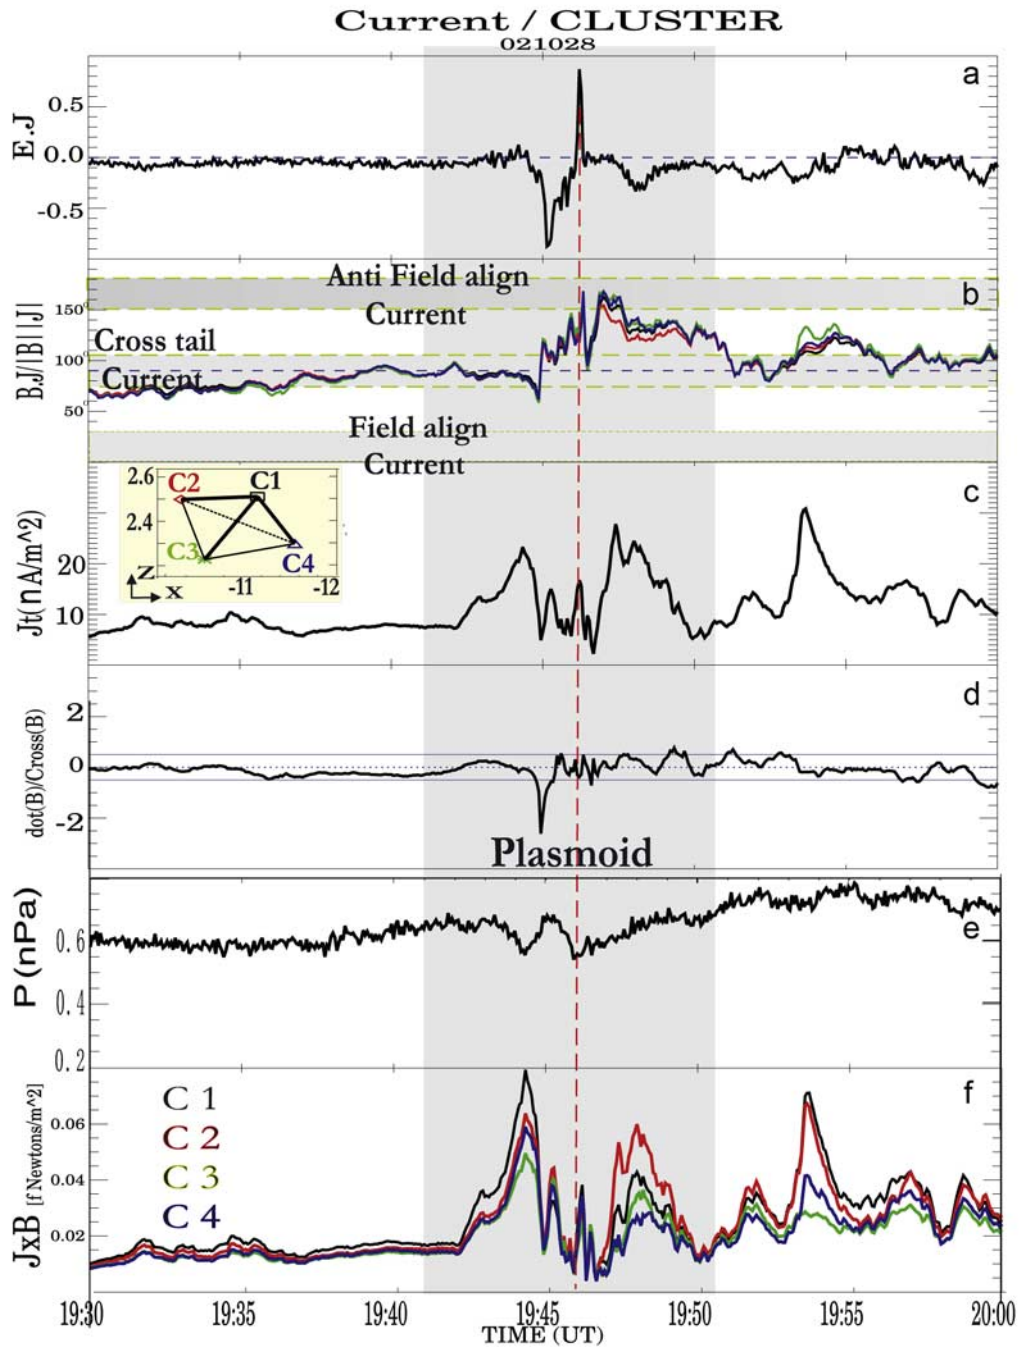 Current / CLUSTER
021028
a
E.J
0.5
0.0
-0.5
b
B.J/|B||J|
Anti Field align
Current
150°
Cross tail
100°
Current
50°
Field align
Current
c
Jt(nA/m^2)
20
10
2.6
2.4
C2
C1
C3
C4
Z
X
-11
-12
d
dot(B)/Cross(B)
2
0
-2
Plasmoid
e
P(nPa)
0.6
0.4
0.2
f
JxB [f Newtons/m^2]
0.06
0.04
0.02
C 1
C 2
C 3
C 4
19:30
19:35
19:40
19:45
19:50
19:55
20:00
TIME (UT)